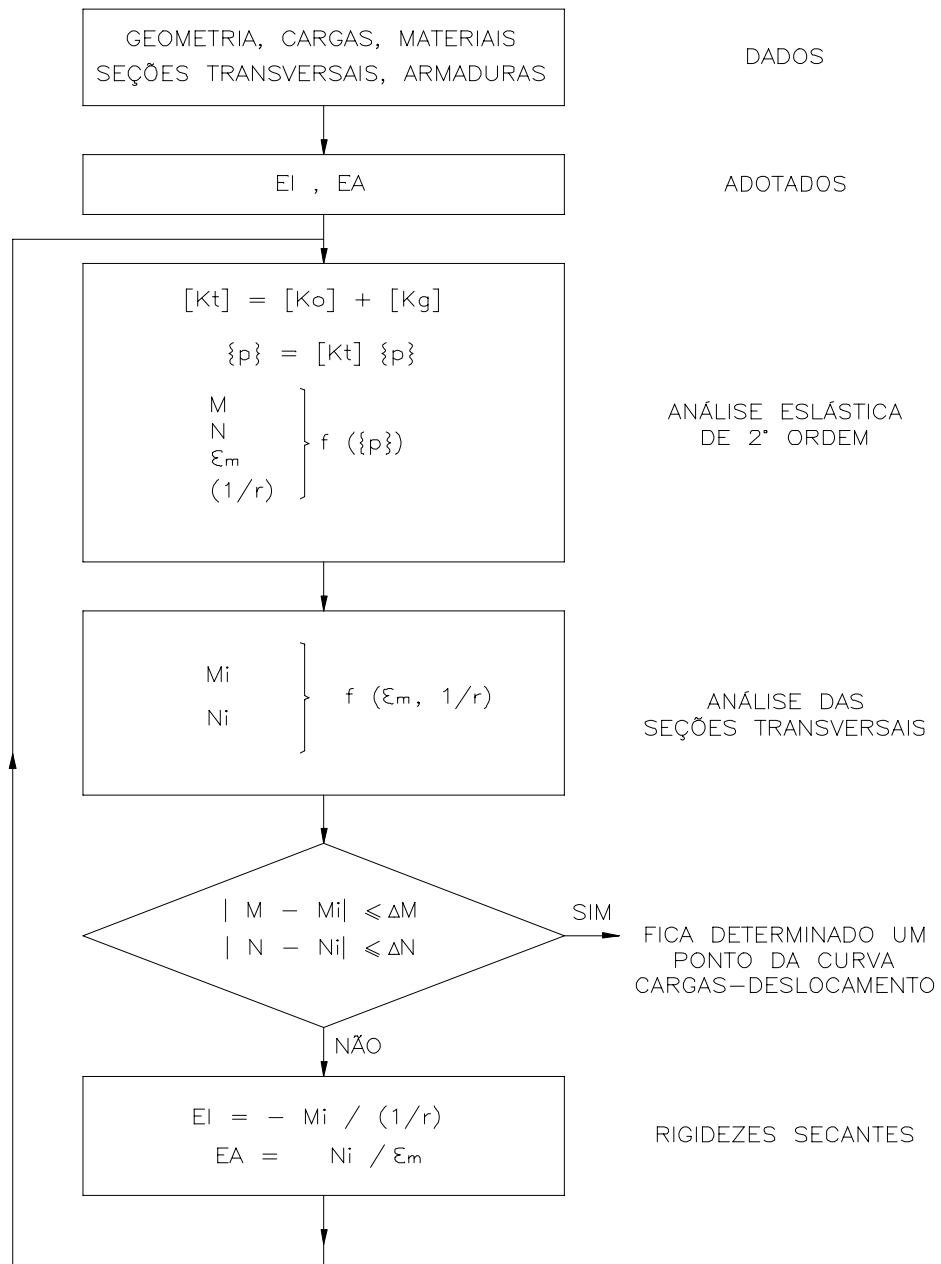 GEOMETRIA, CARGAS, MATERIAIS
SEÇÕES TRANSVERSAIS, ARMADURAS
DADOS
EI , EA
ADOTADOS
[Kt] = [Ko] + [Kg]
{p} = [Kt] {p}
M
N
εm
(1/r)
f ({p})
ANÁLISE ESLÁSTICA
DE 2° ORDEM
Mi
Ni
f (εm, 1/r)
ANÁLISE DAS
SEÇÕES TRANSVERSAIS
| M − Mi| ⩽ ΔM
| N − Ni| ⩽ ΔN
SIM
FICA DETERMINADO UM
PONTO DA CURVA
CARGAS−DESLOCAMENTO
NÃO
EI = − Mi / (1/r)
EA = Ni / εm
RIGIDEZES SECANTES